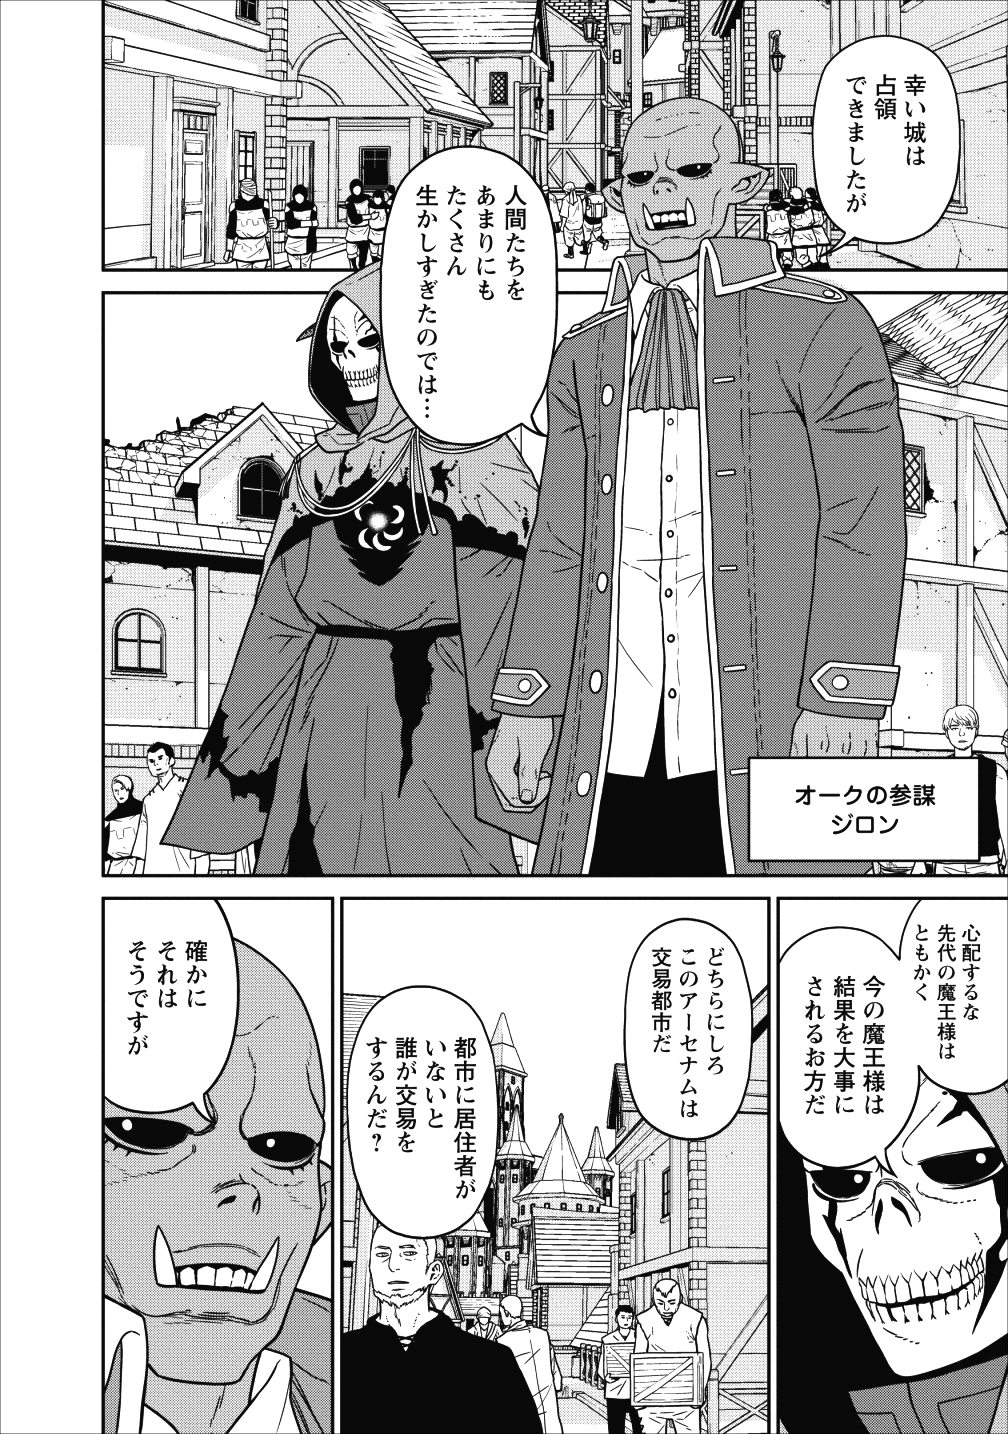 幸い城は
占領
できましたが
人間たちを
あまりにも
たくさん
生かしすぎたのでは…
オークの参謀
ジロン
心配するな
先代の魔王様は
ともかく
今の魔王様は
結果を大事に
されるお方だ
どちらにしろ
このアーセナムは
交易都市だ
都市に居住者が
いないと
誰が交易を
するんだ?
確かに
それは
そうですが